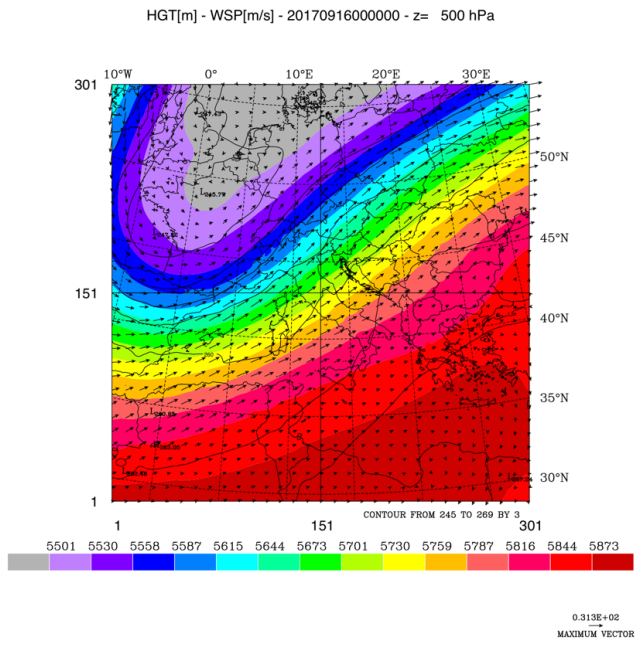 HGT[m] - WSP[m/s] - 20170916000000 - z= 500 hPa
10°W 0° 10°E 20°E 30°E
301
50°N
45°N
151
40°N
35°N
30°N
1
CONTOUR FROM 245 TO 269 BY 3
1 151 301
5501 5530 5558 5587 5615 5644 5673 5701 5730 5759 5787 5816 5844 5873
0.313E+02
MAXIMUM VECTOR